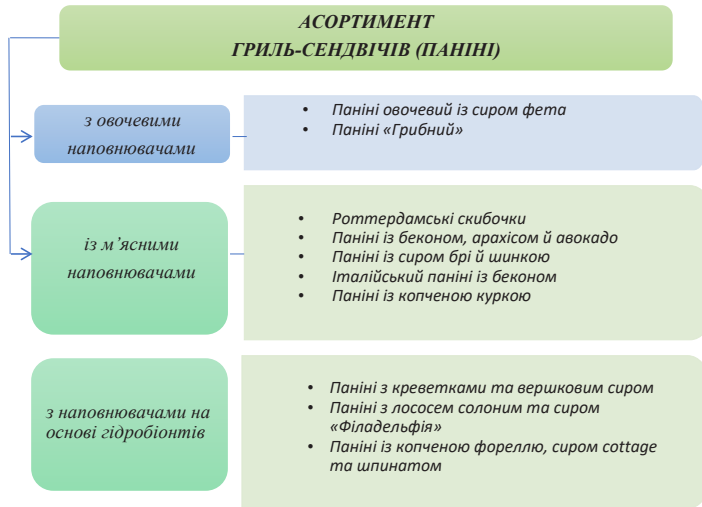 АСОРТИМЕНТ
ГРИЛЬ-СЕНДВІЧІВ (ПАНІНІ)
з овочевими
наповнювачами
• Паніні овочевий із сиром фета
• Паніні «Грибний»
із м’ясними
наповнювачами
• Роттердамські скибочки
• Паніні із беконом, арахісом й авокадо
• Паніні із сиром брі й шинкою
• Італійський паніні із беконом
• Паніні із копченою куркою
з наповнювачами на
основі гідробіонтів
• Паніні з креветками та вершковим сиром
• Паніні з лососем солоним та сиром
«Філадельфія»
• Паніні із копченою фореллю, сиром cottage
та шпинатом